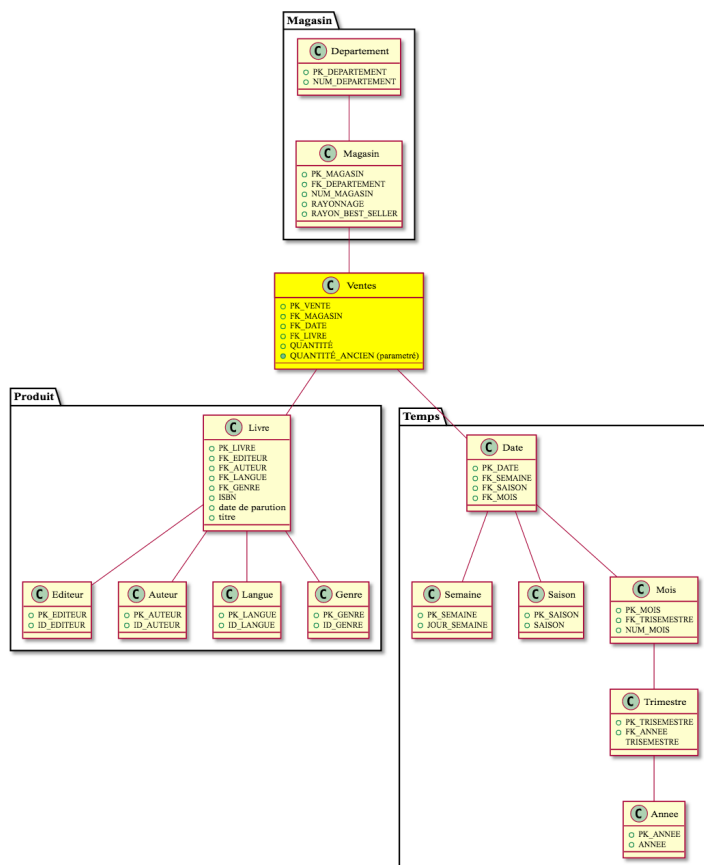 Magasin
C Departement
PK_DEPARTEMENT
NUM_DEPARTEMENT
C Magasin
PK_MAGASIN
FK_DEPARTEMENT
NUM_MAGASIN
RAYONNAGE
RAYON_BEST_SELLER
C Ventes
PK_VENTE
FK_MAGASIN
FK_DATE
FK_LIVRE
QUANTITÉ
QUANTITÉ_ANCIEN (parametré)
Produit
C Livre
PK_LIVRE
FK_EDITEUR
FK_AUTEUR
FK_LANGUE
FK_GENRE
ISBN
date de parution
titre
C Editeur
PK_EDITEUR
ID_EDITEUR
C Auteur
PK_AUTEUR
ID_AUTEUR
C Langue
PK_LANGUE
ID_LANGUE
C Genre
PK_GENRE
ID_GENRE
Temps
C Date
PK_DATE
FK_SEMAINE
FK_SAISON
FK_MOIS
C Semaine
PK_SEMAINE
JOUR_SEMAINE
C Saison
PK_SAISON
SAISON
C Mois
PK_MOIS
FK_TRISEMESTRE
NUM_MOIS
C Trimestre
PK_TRISEMESTRE
FK_ANNEE
TRISEMESTRE
C Annee
PK_ANNEE
ANNEE